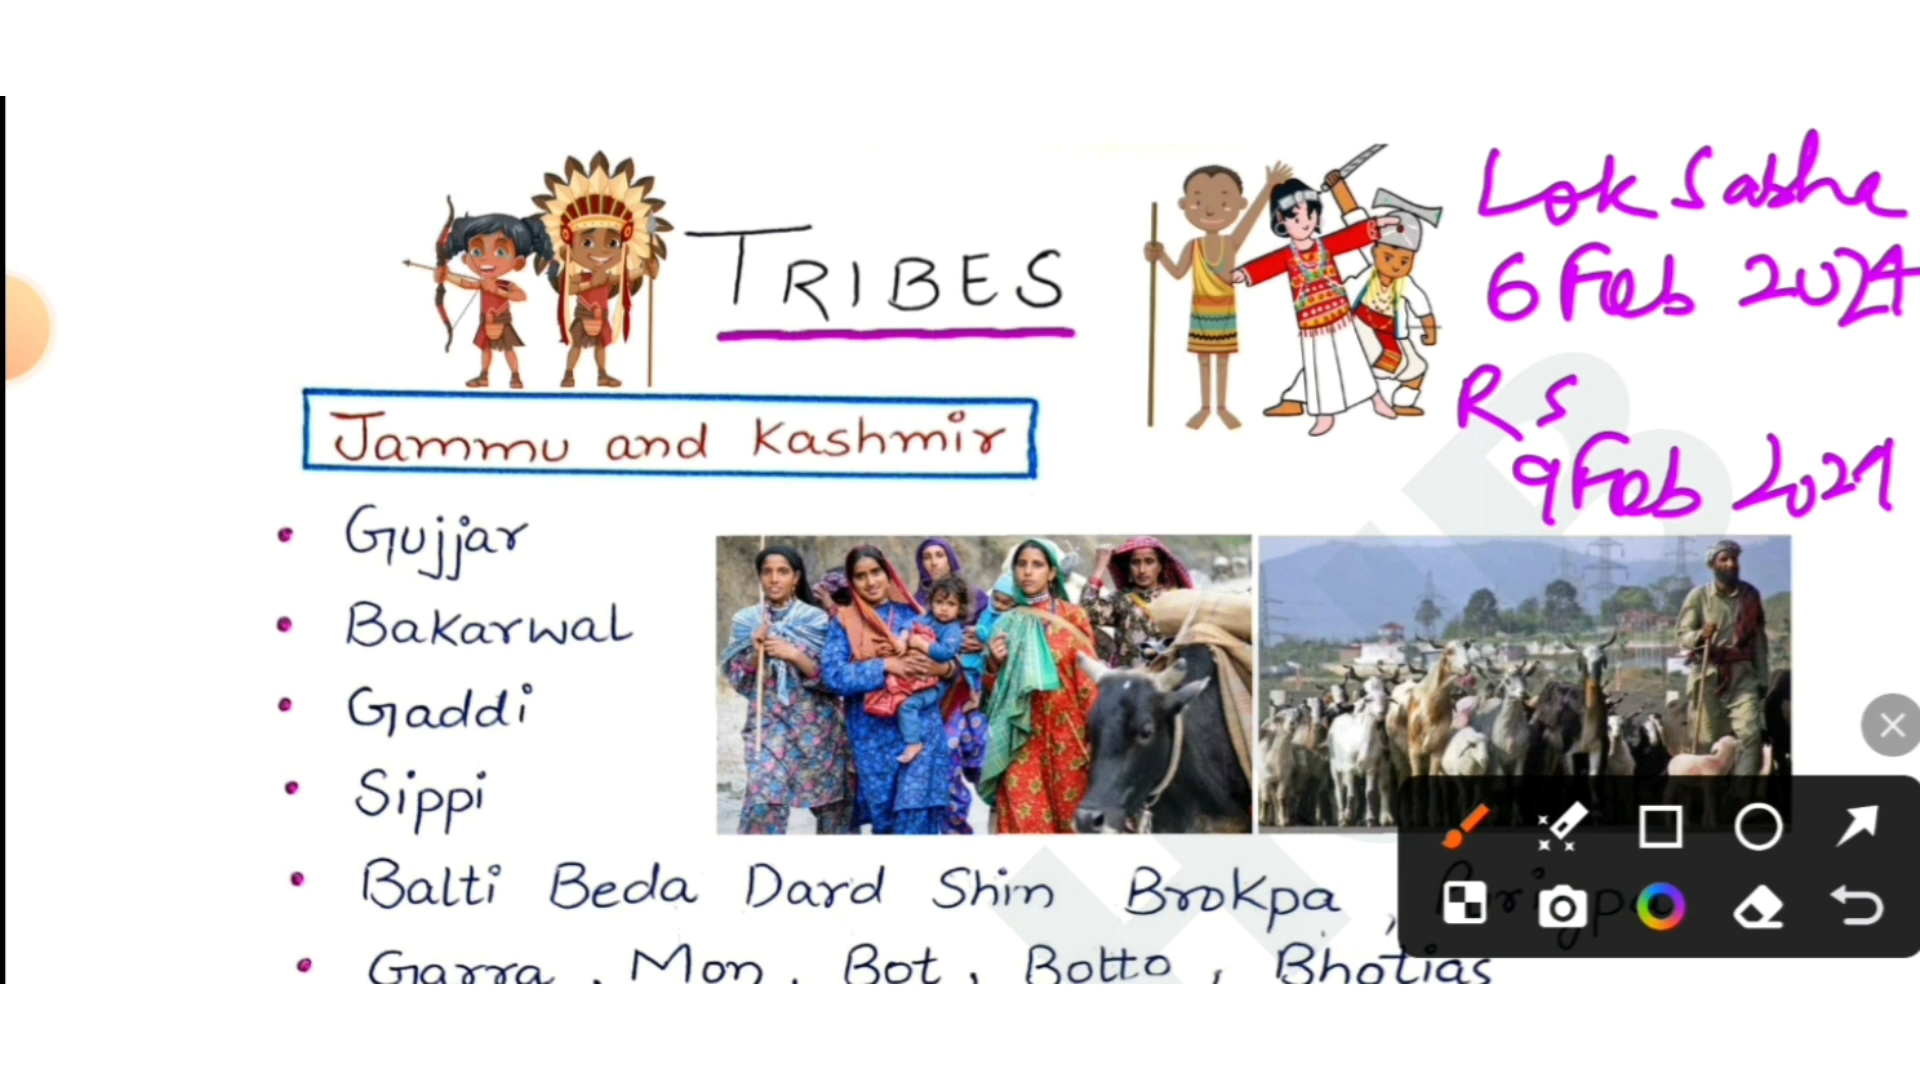 TRIBES
Lok Sabha
6 Feb 2024
RS
9 Feb 2024
Jammu and Kashmir
Gujjar
Bakarwal
Gaddi
Sippi
Balti Beda Dard Shin Brokpa ,
Garra , Mon , Bot , Botto , Bhotias